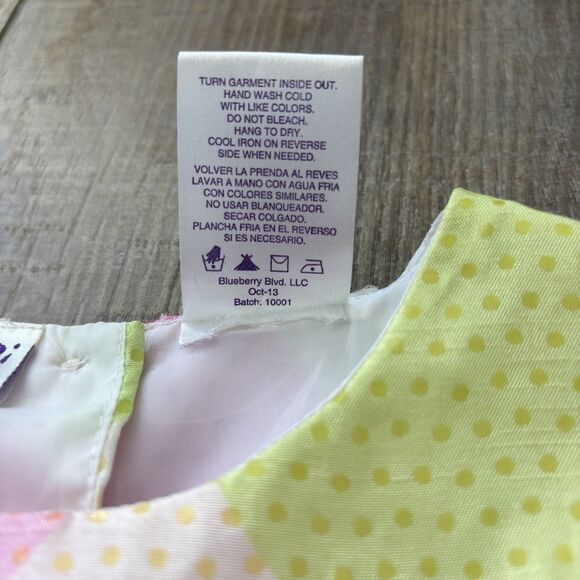 TURN GARMENT INSIDE OUT.
HAND WASH COLD
WITH LIKE COLORS.
DO NOT BLEACH.
HANG TO DRY.
COOL IRON ON REVERSE
SIDE WHEN NEEDED.
VOLVER LA PRENDA AL REVES
LAVAR A MANO CON AGUA FRIA
CON COLORES SIMILARES.
NO USAR BLANQUEADOR.
SECAR COLGADO.
PLANCHA FRIA EN EL REVERSO
SI ES NECESARIO.
Blueberry Blvd. LLC
Oct-13
Batch: 10001